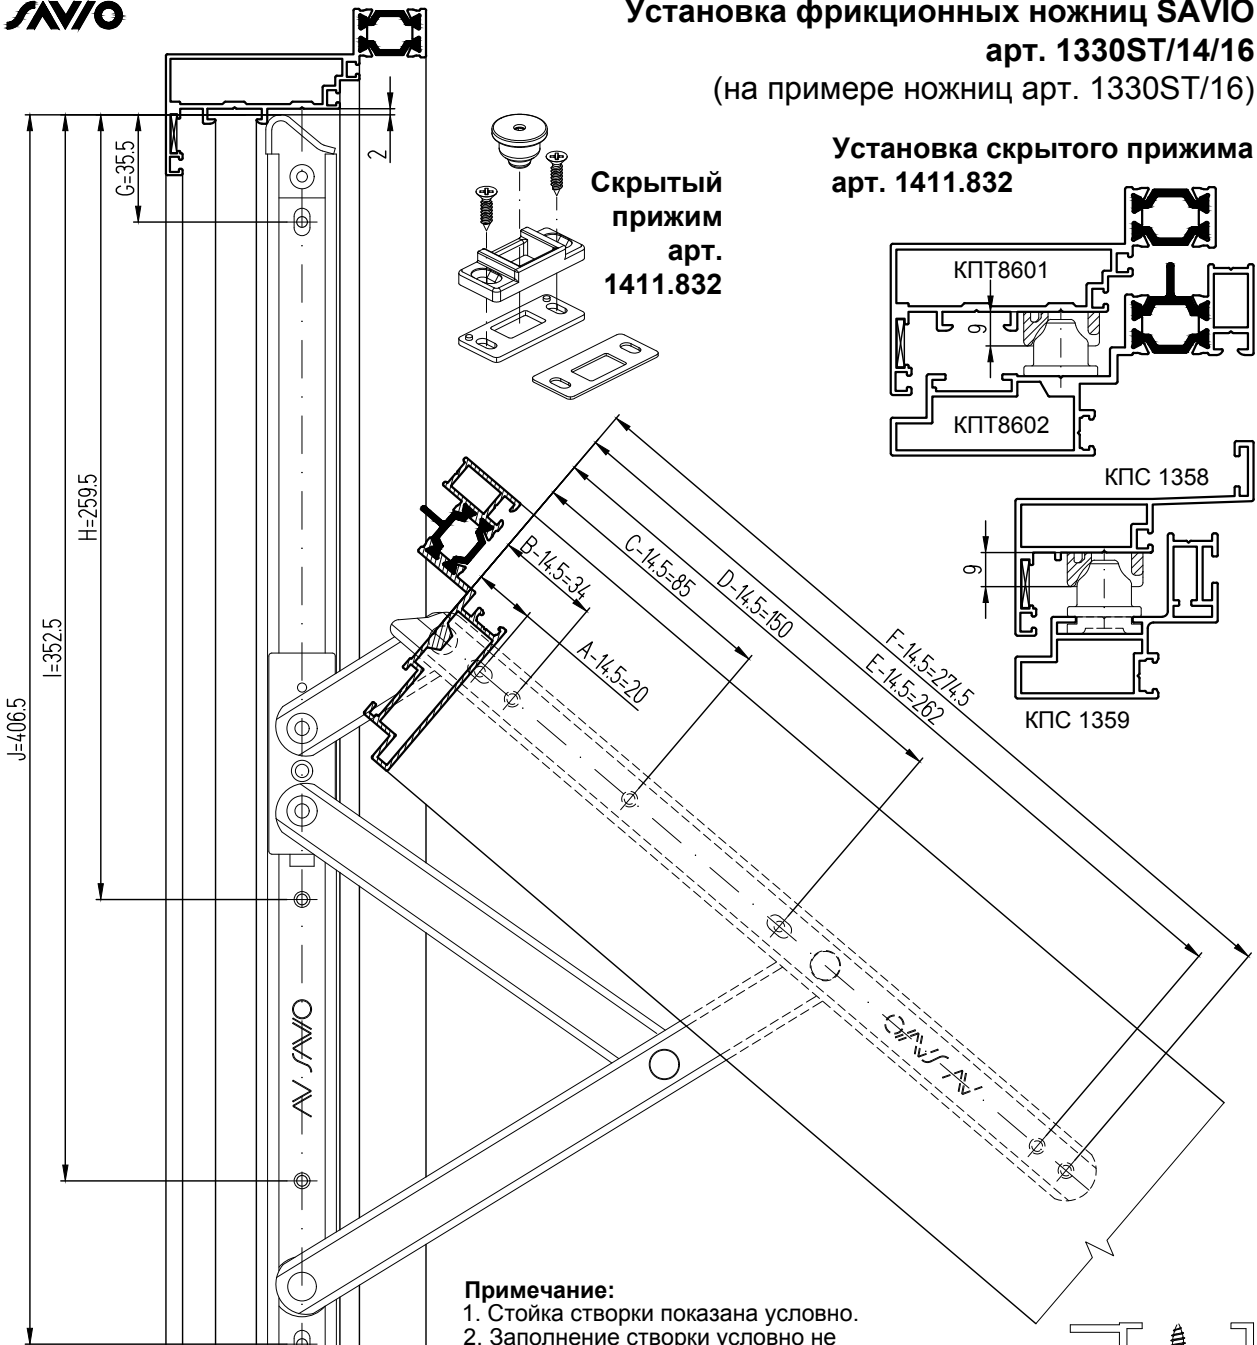 SAVIO
Установка фрикционных ножниц SAVIO
арт. 1330ST/14/16
(на примере ножниц арт. 1330ST/16)
Установка скрытого прижима
арт. 1411.832
Скрытый
прижим
арт.
1411.832
КПТ8601
9
КПТ8602
КПС 1358
9
КПС 1359
2
G=35.5
H=259.5
I=352.5
J=406.5
B-14.5=34
A-14.5=20
C-14.5=85
D-14.5=150
F-14.5=274.5
E-14.5=262
SAVIO
SAVIO
Примечание:
1. Стойка створки показана условно.
2. Заполнение створки условно не